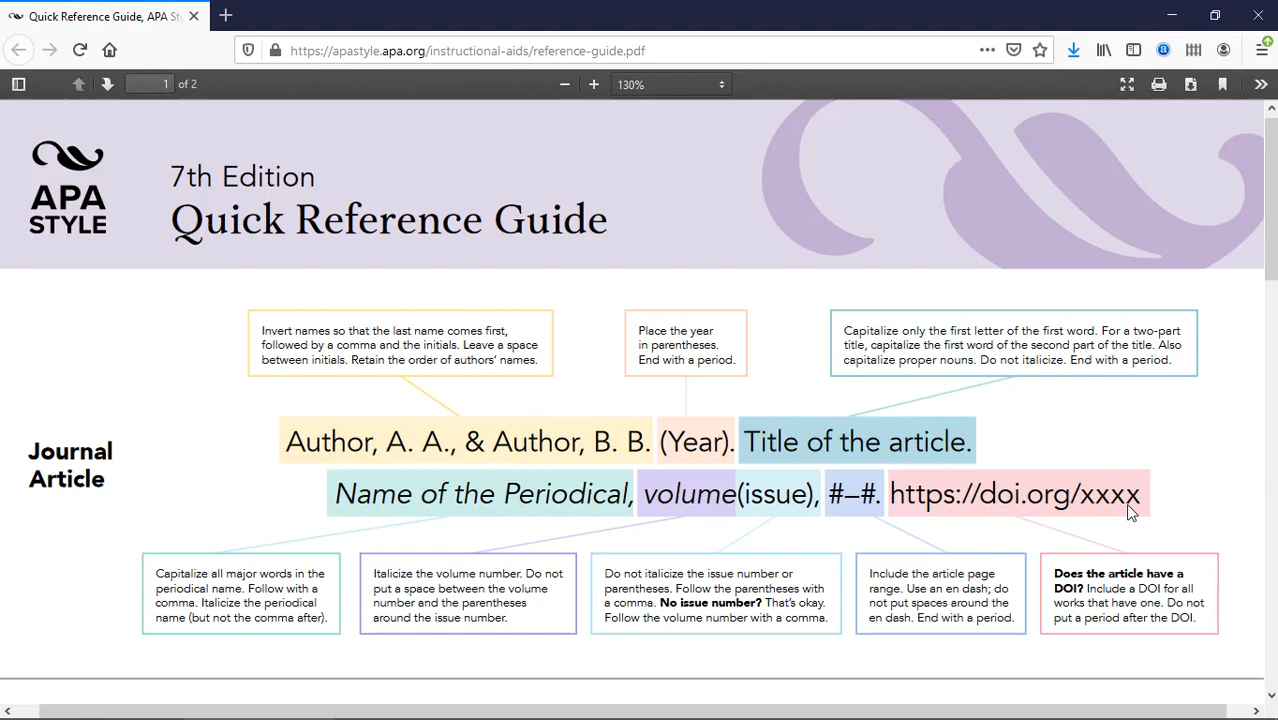 Quick Reference Guide, APA St
https://apastyle.apa.org/instructional-aids/reference-guide.pdf
1 of 2
130%
APA
STYLE
7th Edition
Quick Reference Guide
Invert names so that the last name comes first,
followed by a comma and the initials. Leave a space
between initials. Retain the order of authors' names.
Place the year
in parentheses.
End with a period.
Capitalize only the first letter of the first word. For a two-part
title, capitalize the first word of the second part of the title. Also
capitalize proper nouns. Do not italicize. End with a period.
Journal
Article
Author, A. A., & Author, B. B. (Year). Title of the article.
Name of the Periodical, volume(issue), #–#. https://doi.org/xxxx
Capitalize all major words in the
periodical name. Follow with a
comma. Italicize the periodical
name (but not the comma after).
Italicize the volume number. Do not
put a space between the volume
number and the parentheses
around the issue number.
Do not italicize the issue number or
parentheses. Follow the parentheses with
a comma. No issue number? That's okay.
Follow the volume number with a comma.
Include the article page
range. Use an en dash; do
not put spaces around the
en dash. End with a period.
Does the article have a
DOI? Include a DOI for all
works that have one. Do not
put a period after the DOI.